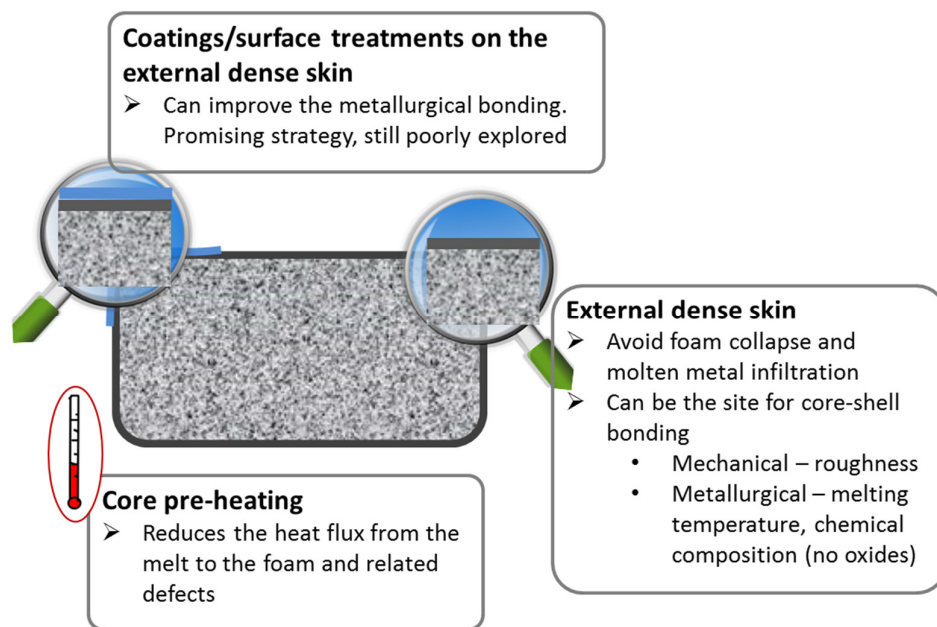 Coatings/surface treatments on the
external dense skin
➢ Can improve the metallurgical bonding.
Promising strategy, still poorly explored
External dense skin
➢ Avoid foam collapse and
molten metal infiltration
➢ Can be the site for core-shell
bonding
• Mechanical – roughness
• Metallurgical – melting
temperature, chemical
composition (no oxides)
Core pre-heating
➢ Reduces the heat flux from the
melt to the foam and related
defects